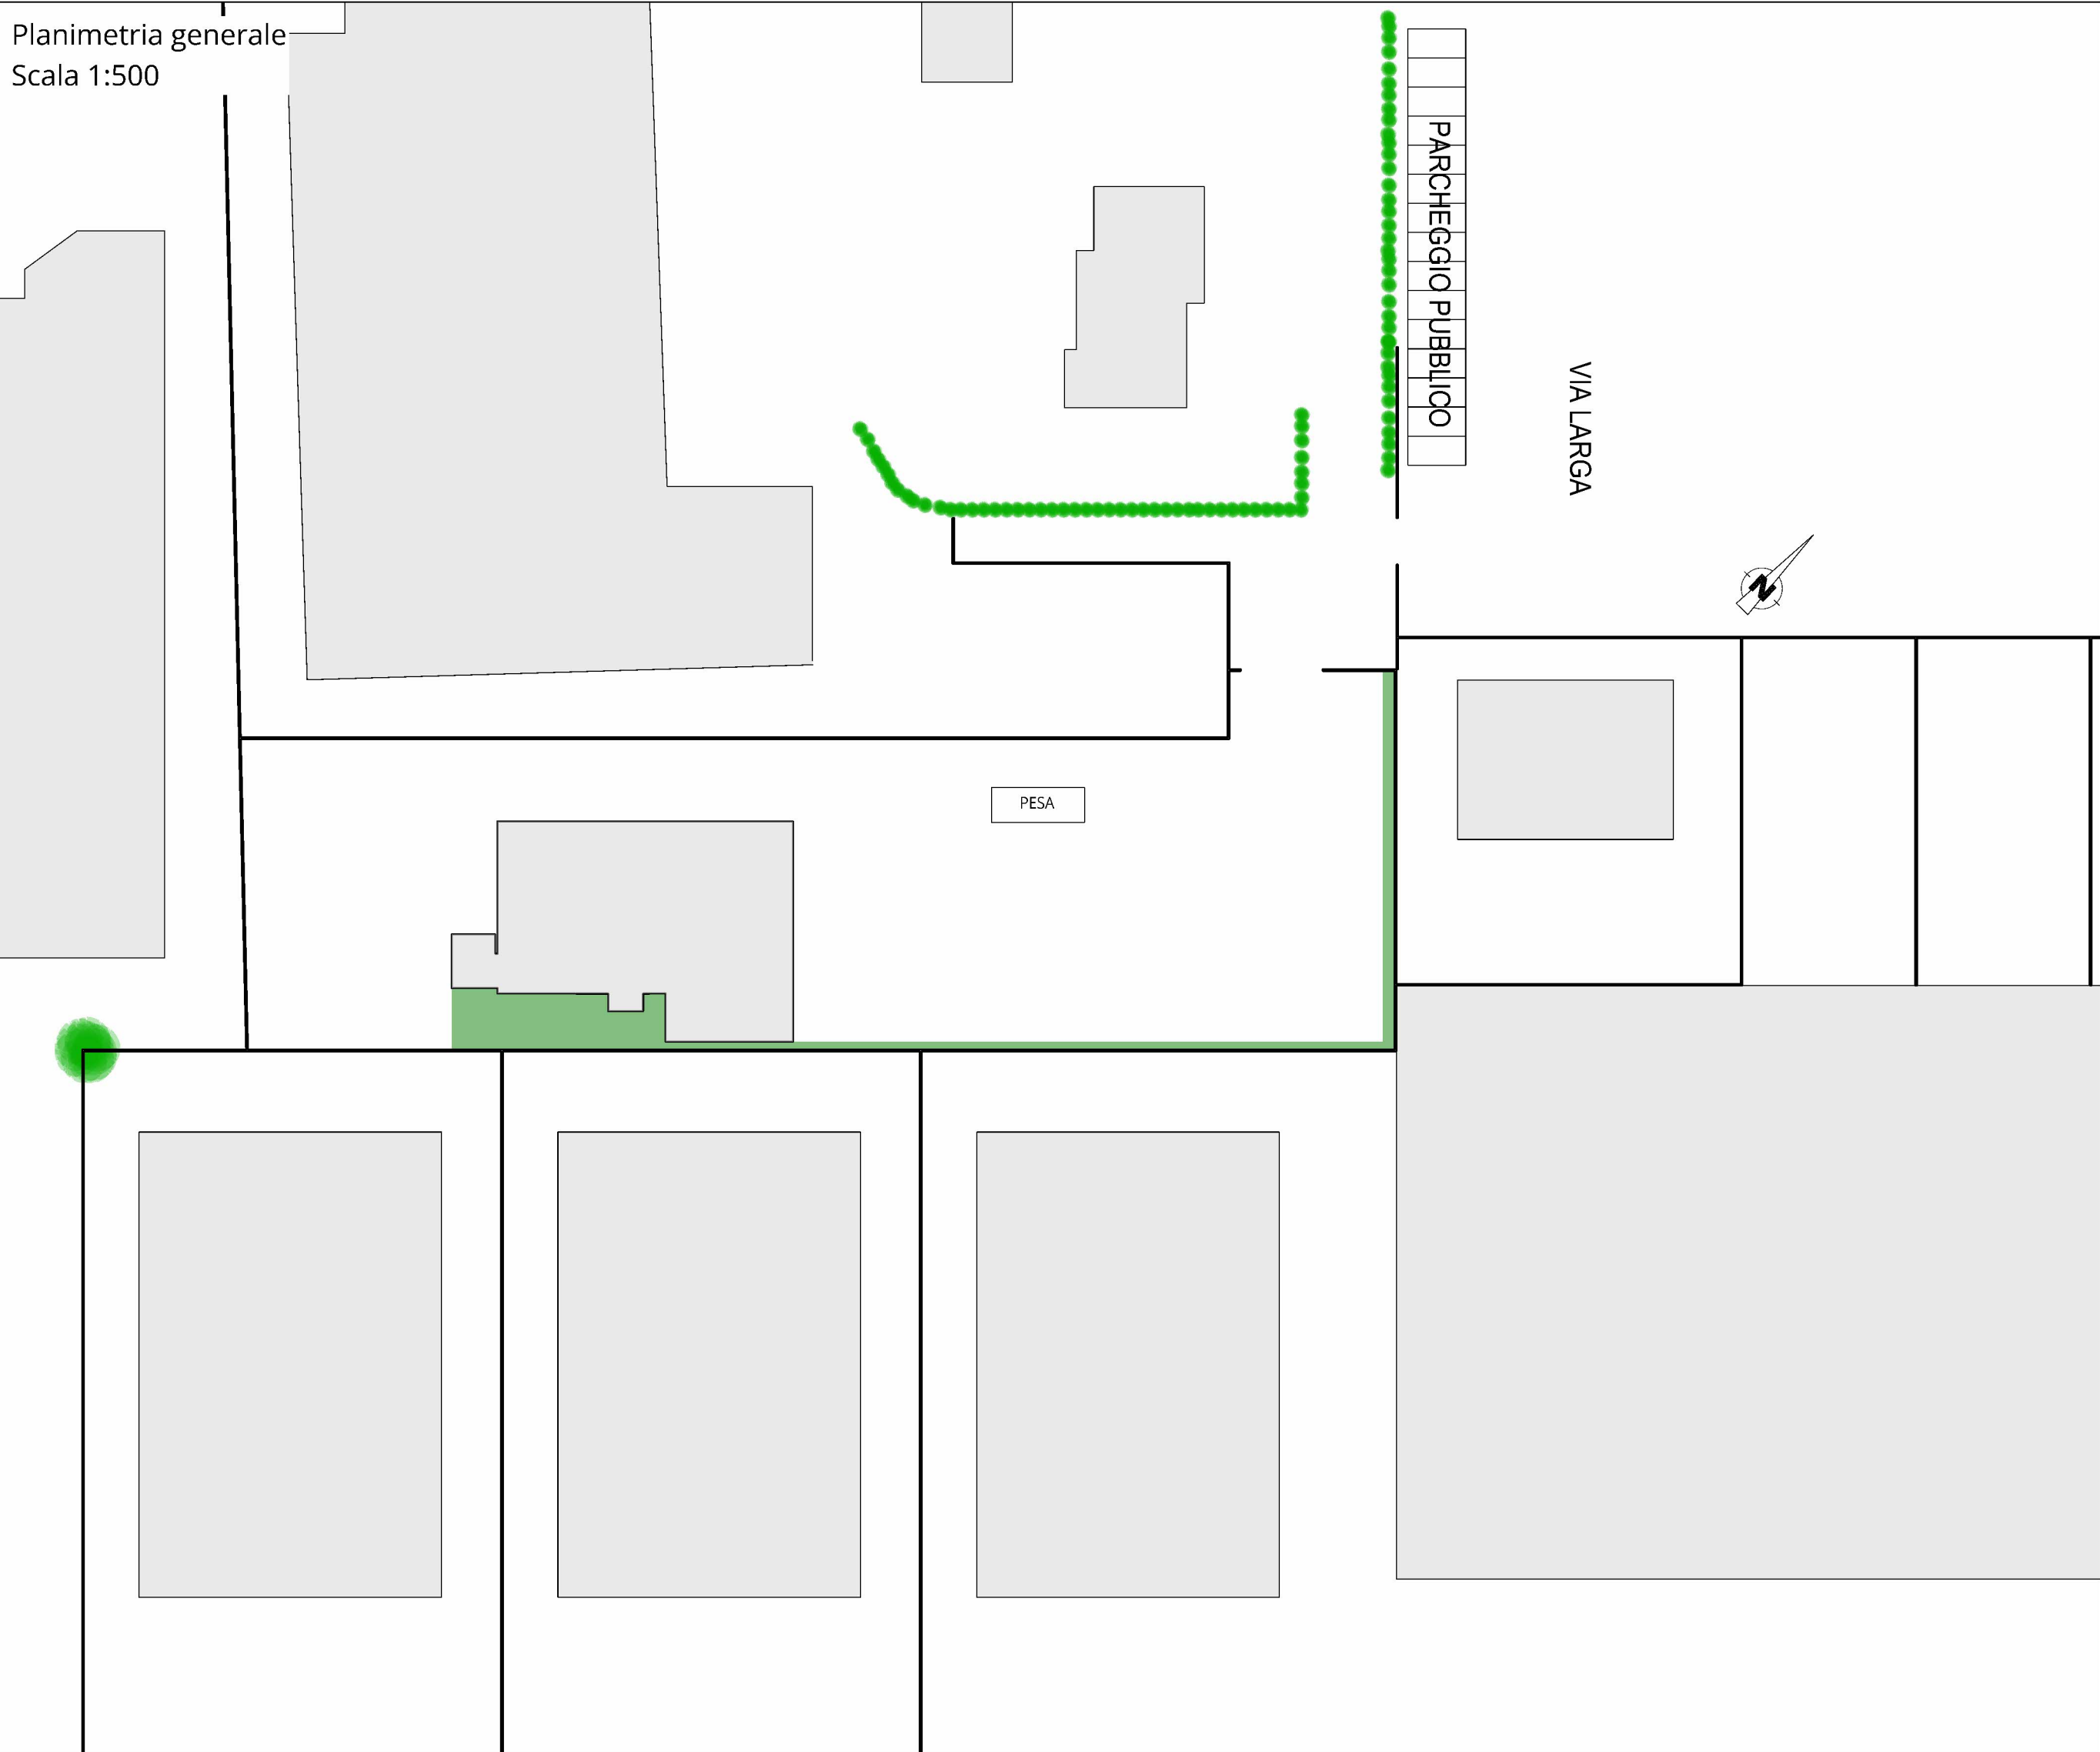 Planimetria generale
Scala 1:500
PARCHEGGIO PUBBLICO
VIA LARGA
N
PESA